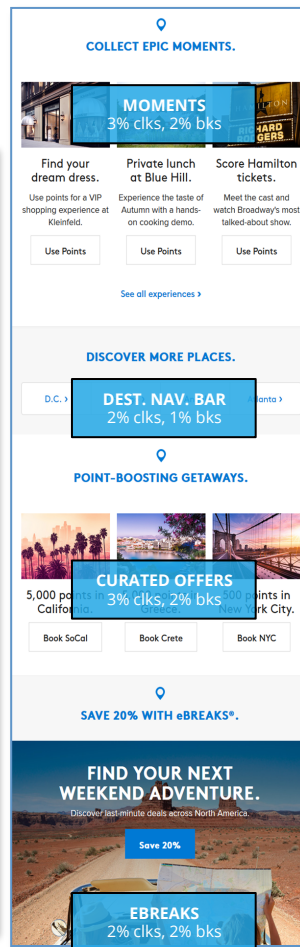 COLLECT EPIC MOMENTS.
HAMILTON
RICHARD
RODGERS
MOMENTS
3% clks, 2% bks
Find your
dream dress.
Use points for a VIP
shopping experience at
Kleinfeld.
Use Points
Private lunch
at Blue Hill.
Experience the taste of
Autumn with a hands-
on cooking demo.
Use Points
Score Hamilton
tickets.
Meet the cast and
watch Broadway's most
talked-about show.
Use Points
See all experiences ›
DISCOVER MORE PLACES.
D.C. ›
DEST. NAV. BAR
2% clks, 1% bks
Atlanta ›
POINT-BOOSTING GETAWAYS.
CURATED OFFERS
3% clks, 2% bks
5,000 points in
California.
Book SoCal
points in
Greece.
Book Crete
500 points in
New York City.
Book NYC
SAVE 20% WITH eBREAKS®.
FIND YOUR NEXT
WEEKEND ADVENTURE.
Discover last-minute deals across North America.
Save 20%
EBREAKS
2% clks, 2% bks